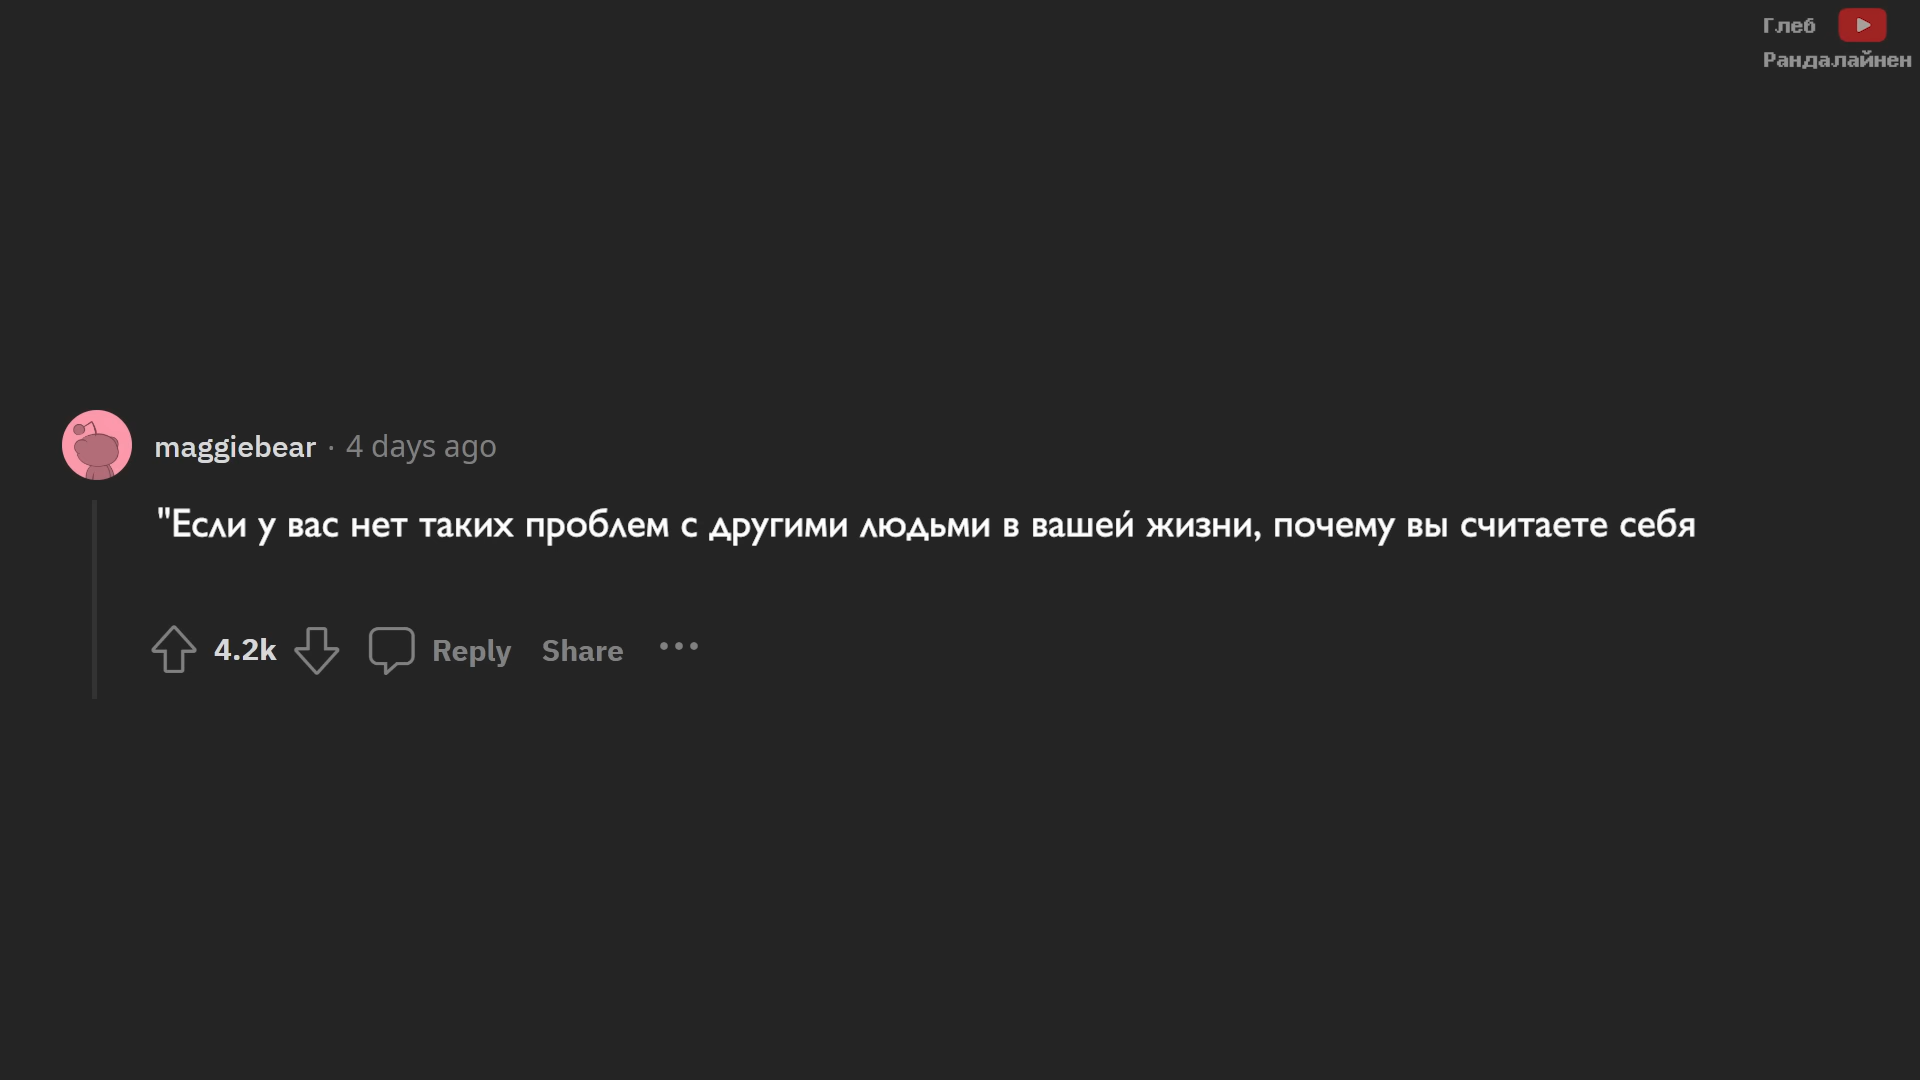 Глеб
Рандалайнен
maggiebear · 4 days ago
"Если у вас нет таких проблем с другими людьми в вашей жизни, почему вы считаете себя
4.2k Reply Share ...